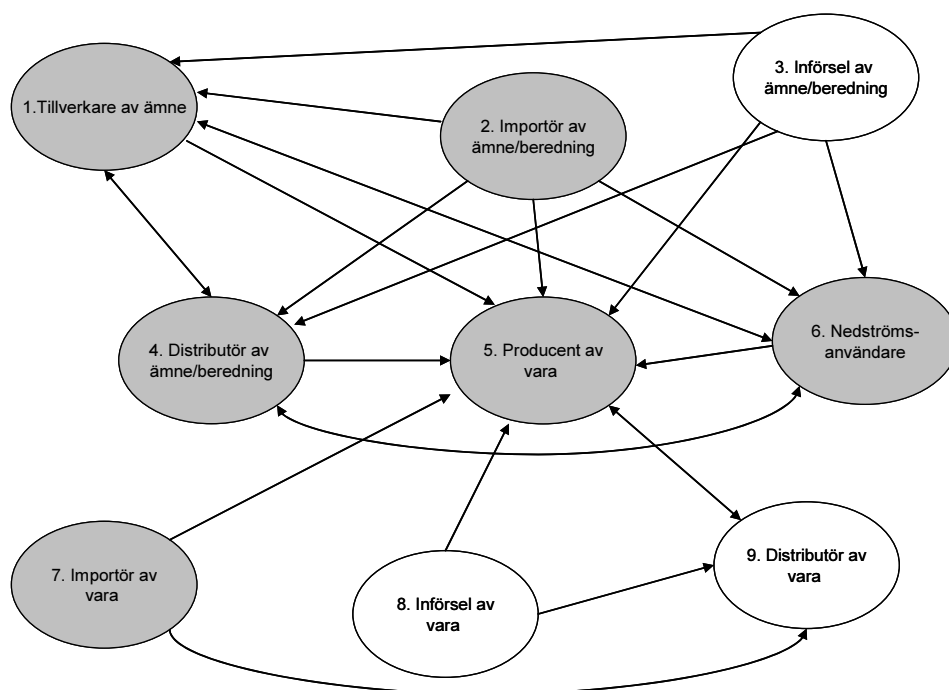 1.Tillverkare av ämne
2. Importör av
ämne/beredning
3. Införsel av
ämne/beredning
4. Distributör av
ämne/beredning
5. Producent av
vara
6. Nedströms-
användare
7. Importör av
vara
8. Införsel av
vara
9. Distributör av
vara